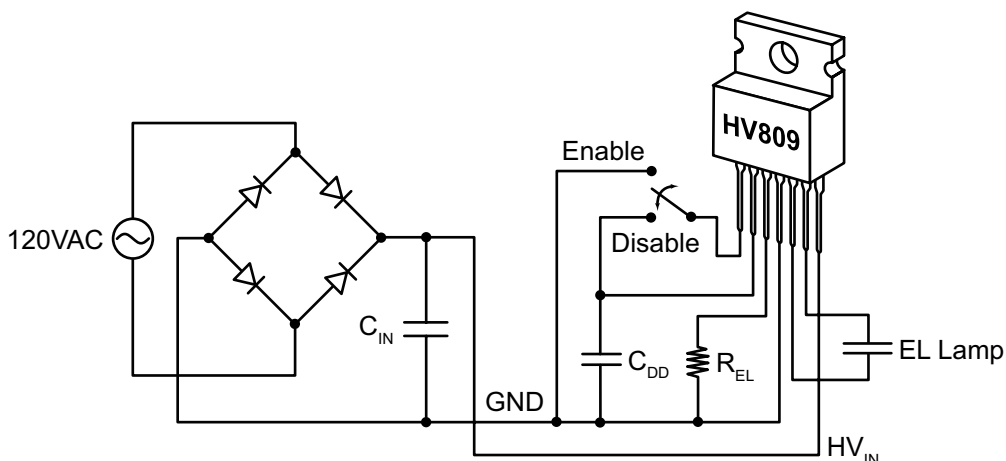 HV809
Enable
120VAC
Disable
C_IN
C_DD
R_EL
EL Lamp
GND
HV_IN